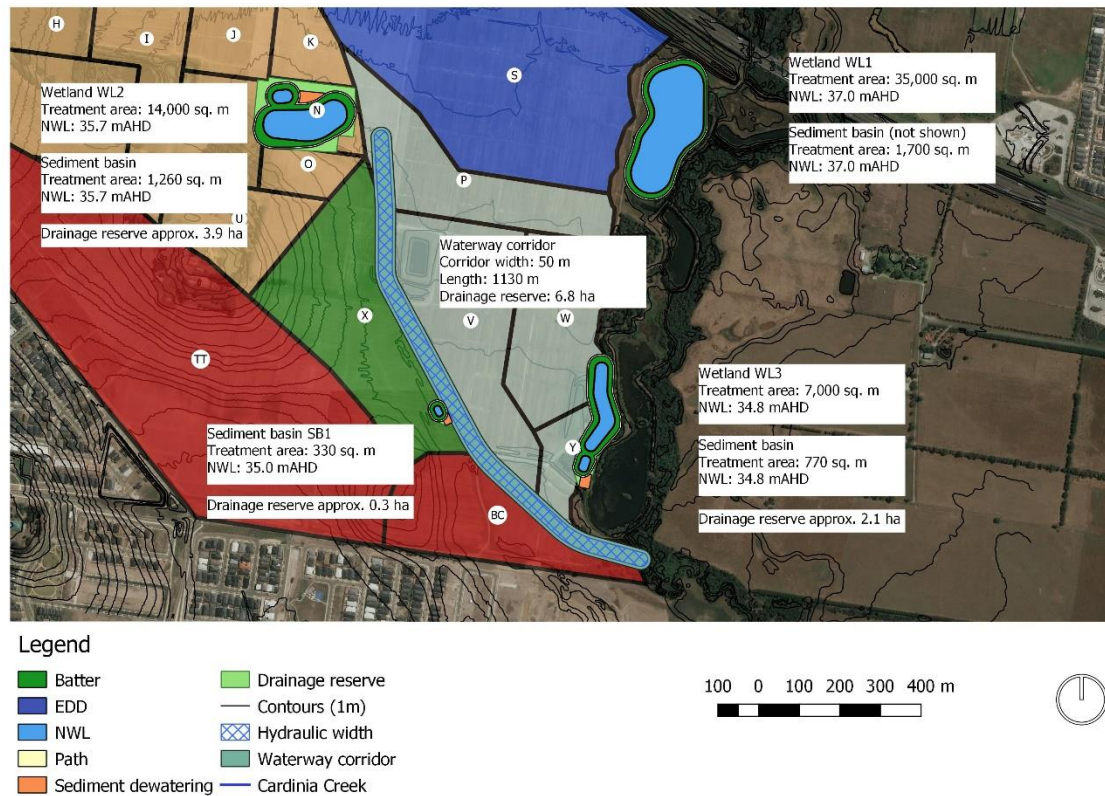 H
I
J
K
S
Wetland WL2
Treatment area: 14,000 sq. m
NWL: 35.7 mAHD
Sediment basin
Treatment area: 1,260 sq. m
NWL: 35.7 mAHD
Drainage reserve approx. 3.9 ha
N
O
P
U
Wetland WL1
Treatment area: 35,000 sq. m
NWL: 37.0 mAHD
Sediment basin (not shown)
Treatment area: 1,700 sq. m
NWL: 37.0 mAHD
Waterway corridor
Corridor width: 50 m
Length: 1130 m
Drainage reserve: 6.8 ha
X
V
W
TT
Wetland WL3
Treatment area: 7,000 sq. m
NWL: 34.8 mAHD
Sediment basin
Treatment area: 770 sq. m
NWL: 34.8 mAHD
Drainage reserve approx. 2.1 ha
Sediment basin SB1
Treatment area: 330 sq. m
NWL: 35.0 mAHD
Drainage reserve approx. 0.3 ha
Y
BC
Legend
Batter
EDD
NWL
Path
Sediment dewatering
Drainage reserve
Contours (1m)
Hydraulic width
Waterway corridor
Cardinia Creek
100 0 100 200 300 400 m